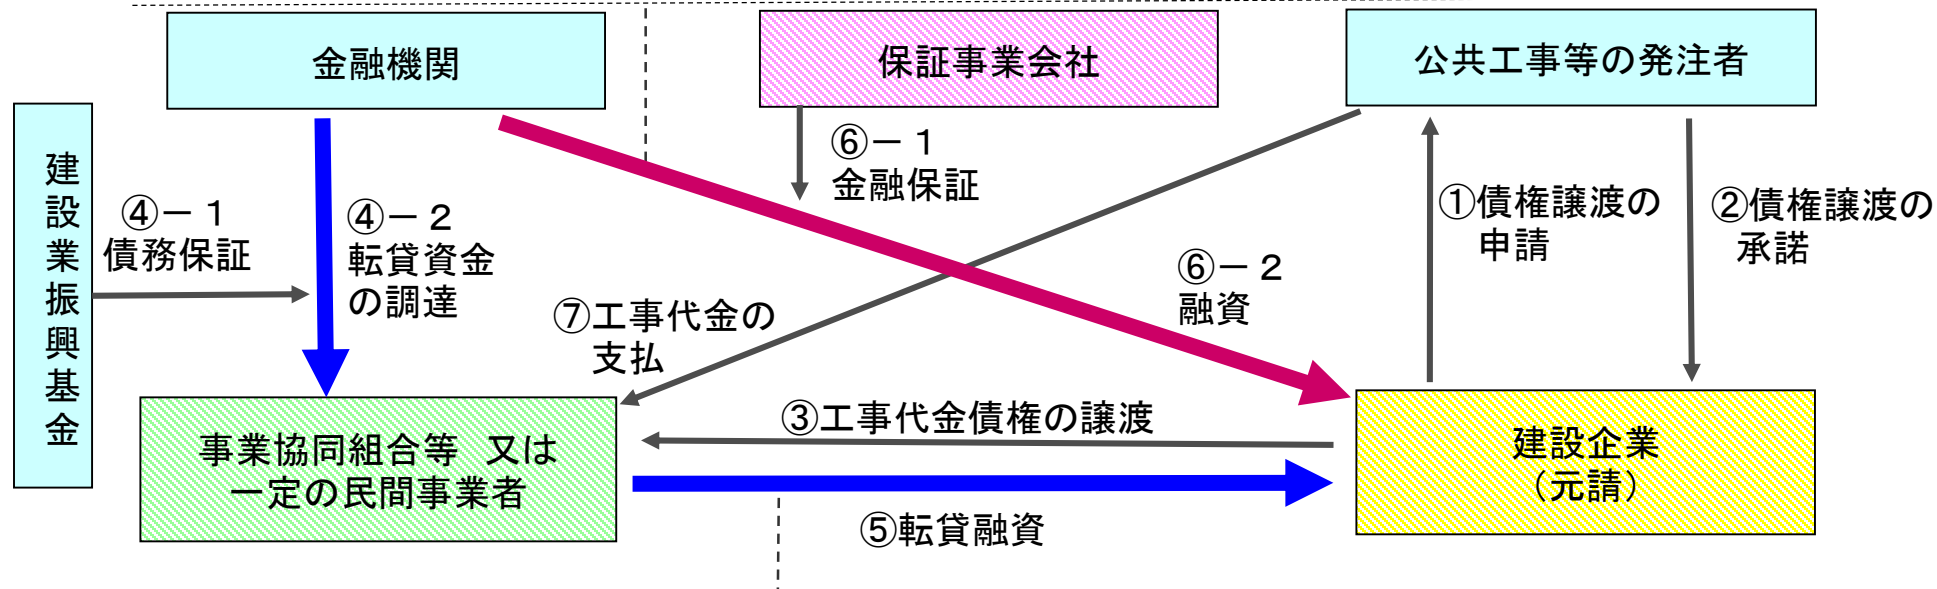 金融機関
保証事業会社
公共工事等の発注者
建設業振興基金
④－１
債務保証
④－２
転貸資金
の調達
⑥－１
金融保証
①債権譲渡の
申請
②債権譲渡の
承諾
⑥－２
融資
⑦工事代金の
支払
③工事代金債権の譲渡
事業協同組合等　又は
一定の民間事業者
建設企業
（元請）
⑤転貸融資